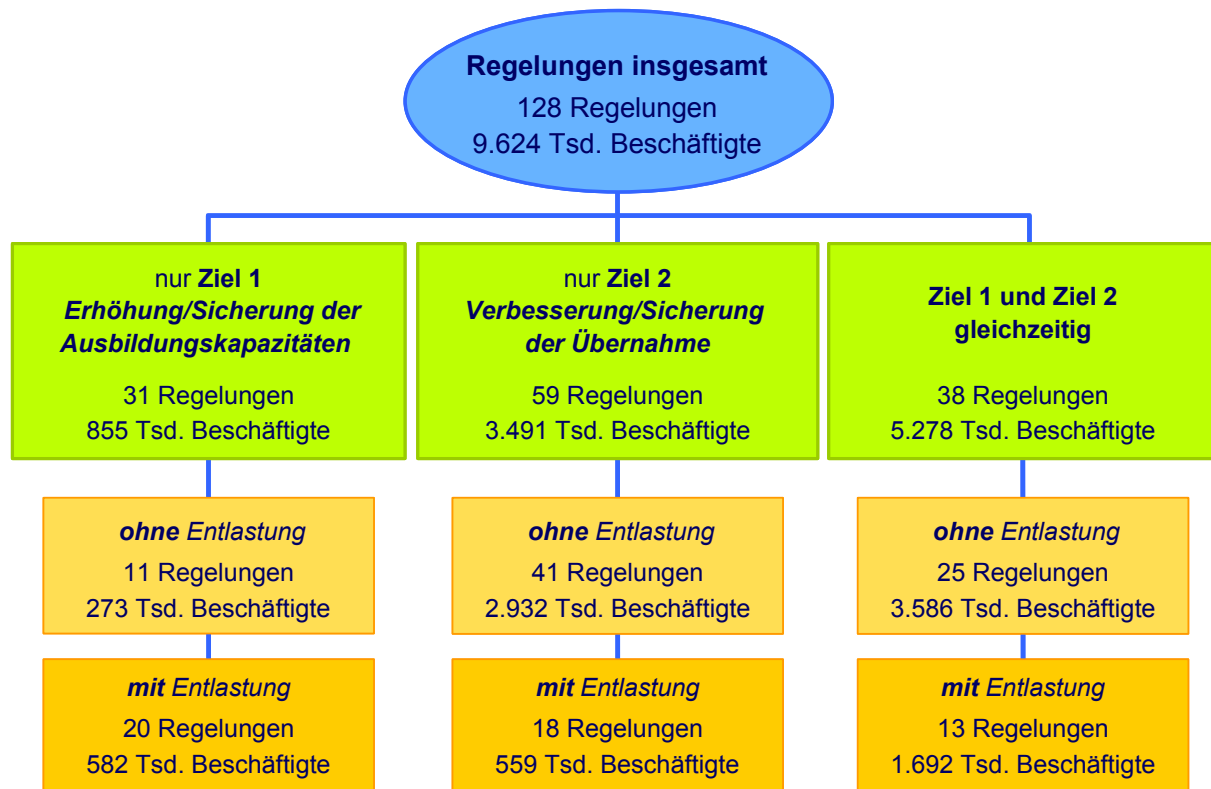 Regelungen insgesamt
128 Regelungen
9.624 Tsd. Beschäftigte
nur Ziel 1
Erhöhung/Sicherung der
Ausbildungskapazitäten
31 Regelungen
855 Tsd. Beschäftigte
nur Ziel 2
Verbesserung/Sicherung
der Übernahme
59 Regelungen
3.491 Tsd. Beschäftigte
Ziel 1 und Ziel 2
gleichzeitig
38 Regelungen
5.278 Tsd. Beschäftigte
ohne Entlastung
11 Regelungen
273 Tsd. Beschäftigte
ohne Entlastung
41 Regelungen
2.932 Tsd. Beschäftigte
ohne Entlastung
25 Regelungen
3.586 Tsd. Beschäftigte
mit Entlastung
20 Regelungen
582 Tsd. Beschäftigte
mit Entlastung
18 Regelungen
559 Tsd. Beschäftigte
mit Entlastung
13 Regelungen
1.692 Tsd. Beschäftigte